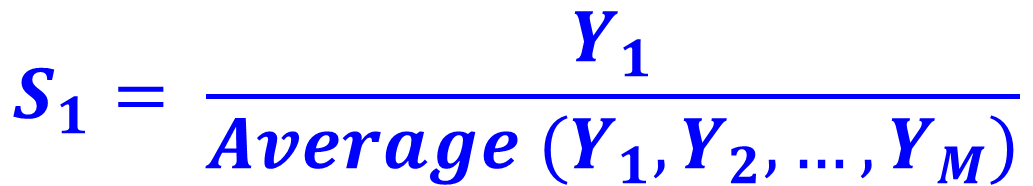 S₁ = Y₁ / Average (Y₁, Y₂, ..., Y_M)